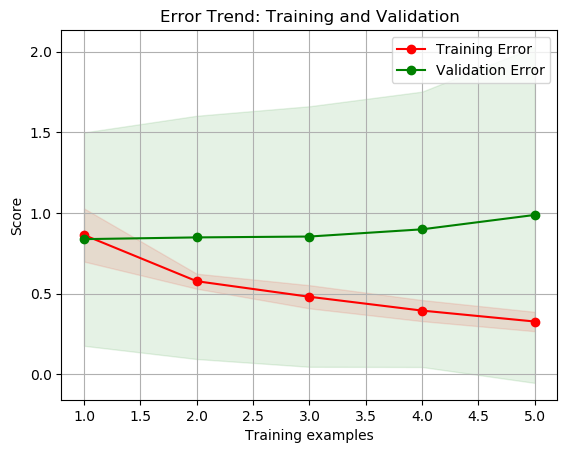 Error Trend: Training and Validation
Training Error
Validation Error
2.0
1.5
1.0
0.5
0.0
Score
1.0 1.5 2.0 2.5 3.0 3.5 4.0 4.5 5.0
Training examples